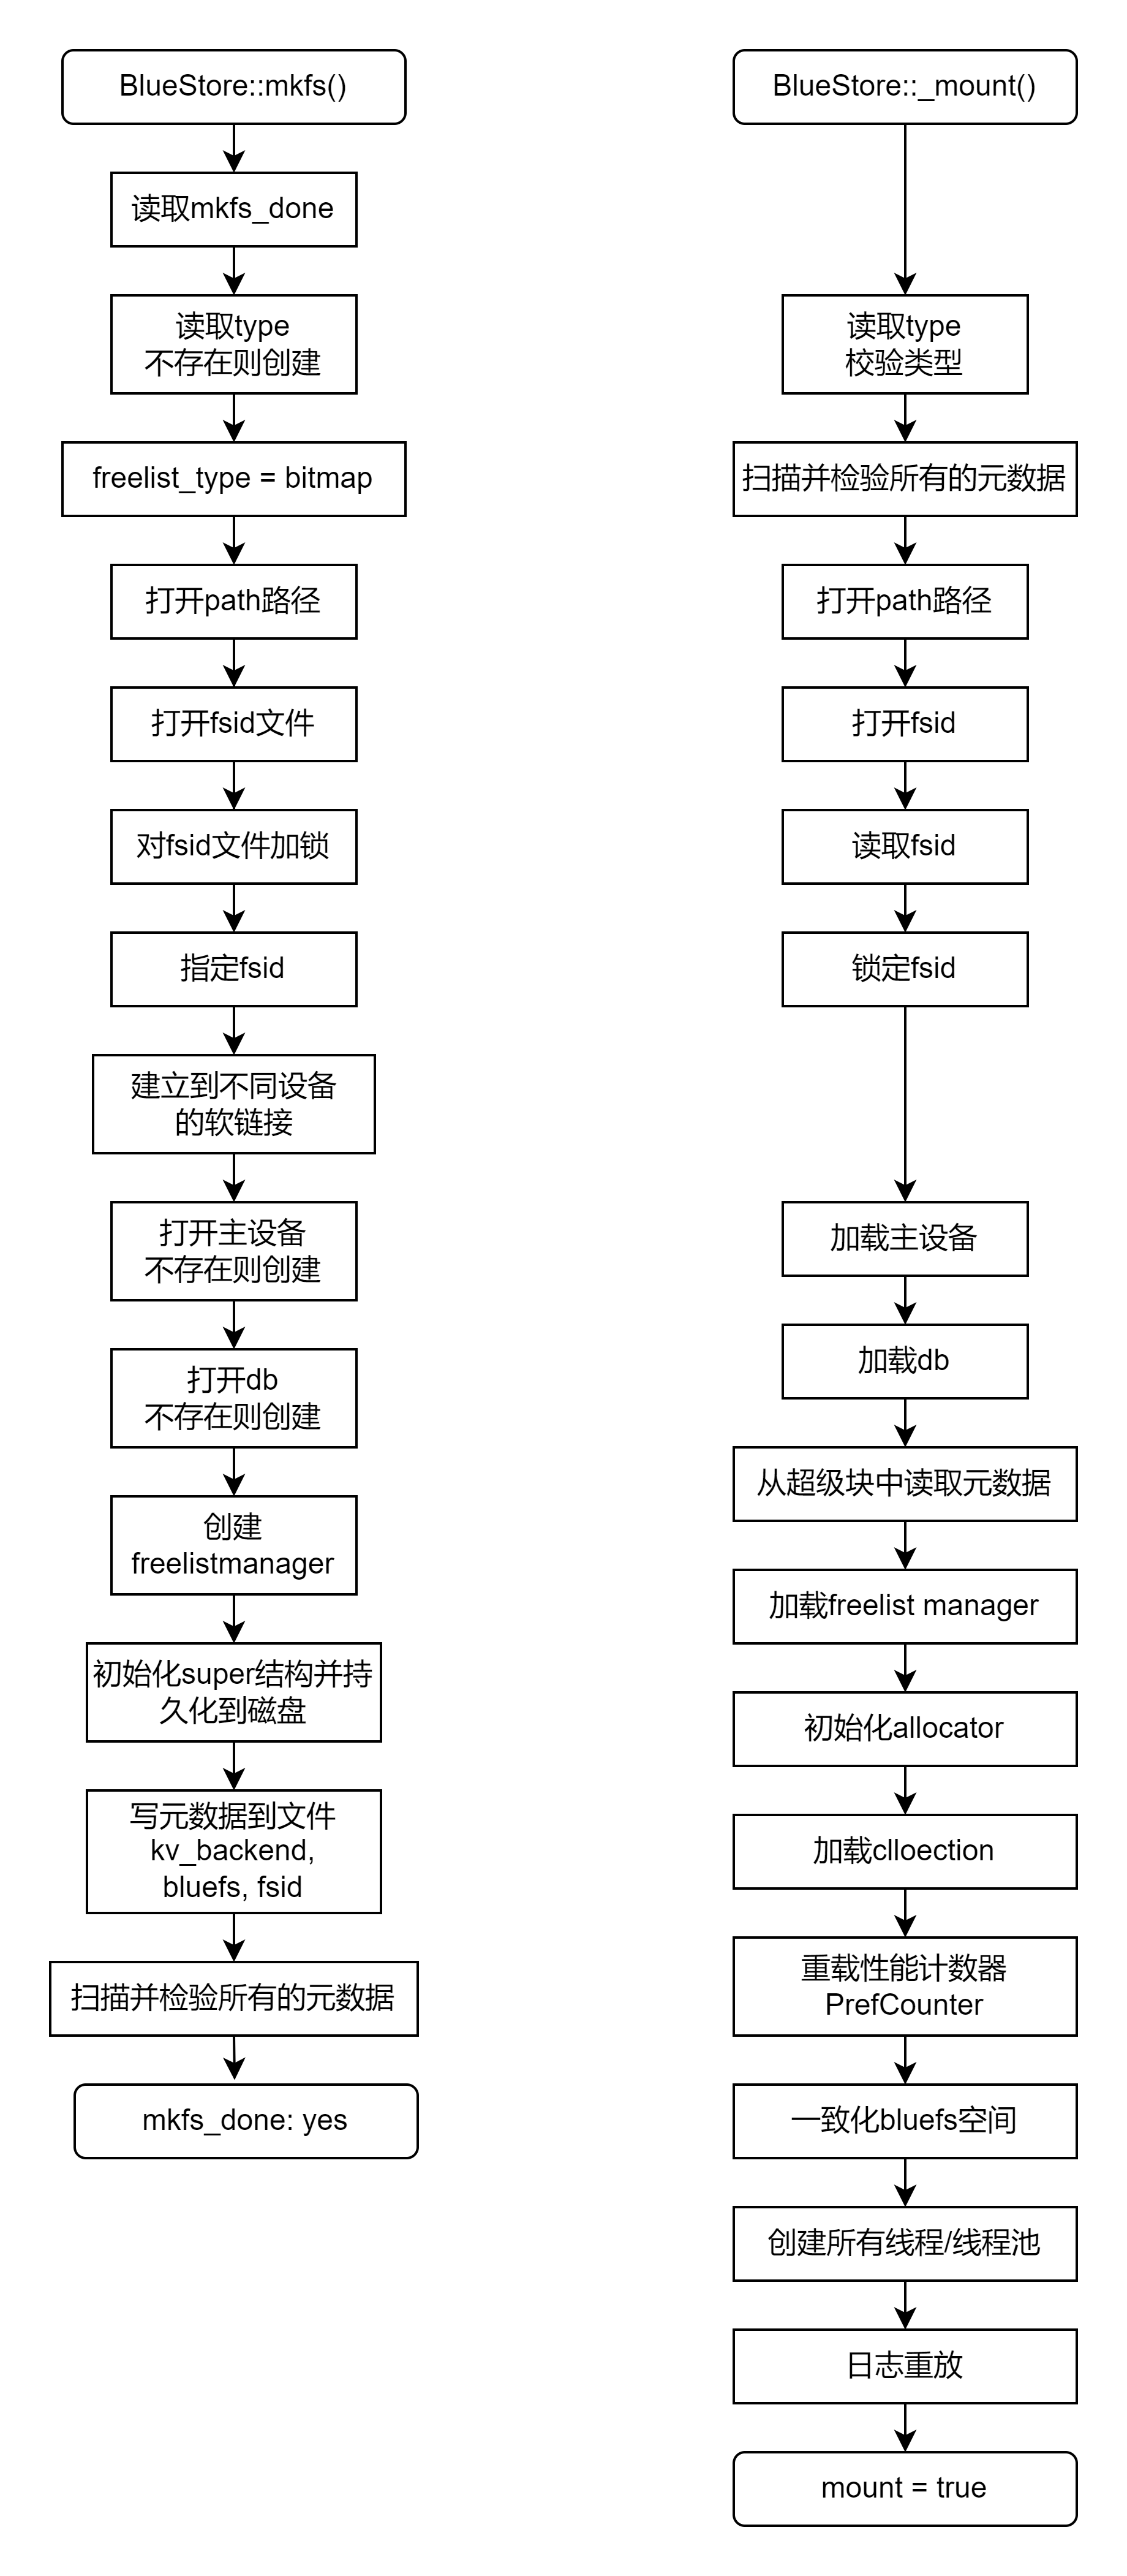 BlueStore::mkfs()
读取mkfs_done
读取type
不存在则创建
freelist_type = bitmap
打开path路径
打开fsid文件
对fsid文件加锁
指定fsid
建立到不同设备
的软链接
打开主设备
不存在则创建
打开db
不存在则创建
创建
freelistmanager
初始化super结构并持
久化到磁盘
写元数据到文件
kv_backend,
bluefs, fsid
扫描并检验所有的元数据
mkfs_done: yes
BlueStore::_mount()
读取type
校验类型
扫描并检验所有的元数据
打开path路径
打开fsid
读取fsid
锁定fsid
加载主设备
加载db
从超级块中读取元数据
加载freelist manager
初始化allocator
加载clloection
重载性能计数器
PrefCounter
一致化bluefs空间
创建所有线程/线程池
日志重放
mount = true